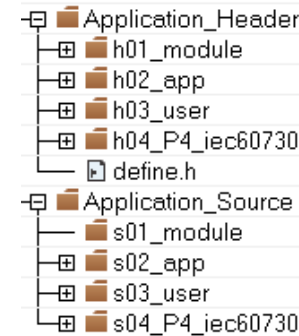 Application_Header
h01_module
h02_app
h03_user
h04_P4_iec60730
define.h
Application_Source
s01_module
s02_app
s03_user
s04_P4_iec60730